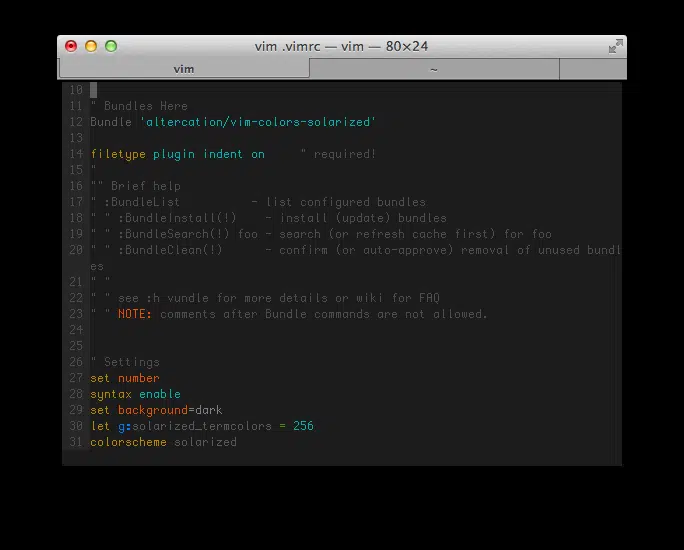 vim .vimrc — vim — 80×24
vim ~
10
11 " Bundles Here
12 Bundle 'altercation/vim-colors-solarized'
13
14 filetype plugin indent on     " required!
15 "
16 "" Brief help
17 " :BundleList          - list configured bundles
18 " " :BundleInstall(!)    - install (update) bundles
19 " " :BundleSearch(!) foo - search (or refresh cache first) for foo
20 " " :BundleClean(!)      - confirm (or auto-approve) removal of unused bundl
es
21 " "
22 " " see :h vundle for more details or wiki for FAQ
23 " " NOTE: comments after Bundle commands are not allowed.
24
25
26 " Settings
27 set number
28 syntax enable
29 set background=dark
30 let g:solarized_termcolors = 256
31 colorscheme solarized